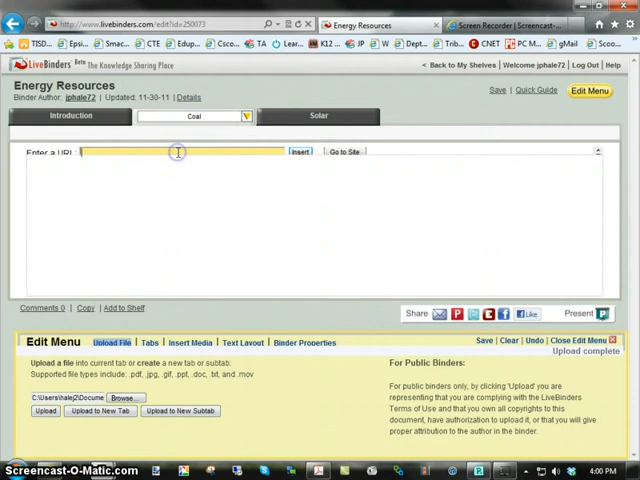 http://www.livebinders.com/edit?id=250073
Energy Resources
Screen Recorder | Screencast-...
TISD...
Epsi...
Smac...
CTE
Edup...
Csco...
TA
Lear...
K12 ...
JP
W ...
Dept...
Trib...
CNET
PC M...
gMail
Sco...
LiveBinders Beta The Knowledge Sharing Place
< Back to My Shelves | Welcome jphale72 | Log Out | Help
Energy Resources
Binder Author: jphale72 | Updated: 11-30-11 | Details
Save | Quick Guide
Edit Menu
Introduction
Coal
Solar
Enter a URL:
Insert
Go to Site
Comments 0 | Copy | Add to Shelf
Share
Like
Present
Edit Menu
Upload File | Tabs | Insert Media | Text Layout | Binder Properties
Save | Clear | Undo | Close Edit Menu
Upload complete
Upload a file into current tab or create a new tab or subtab:
Supported file types include: .pdf, .jpg, .gif, .ppt, .doc, .txt, and .mov
C:\Users\halej2\Docume
Browse...
Upload
Upload to New Tab
Upload to New Subtab
For Public Binders:
For public binders only, by clicking 'Upload' you are
representing that you are complying with the LiveBinders
Terms of Use and that you own all copyrights to this
document, have authorization to upload it, or that you will give
proper attribution to the author in the binder.
Screencast-O-Matic.com
4:00 PM